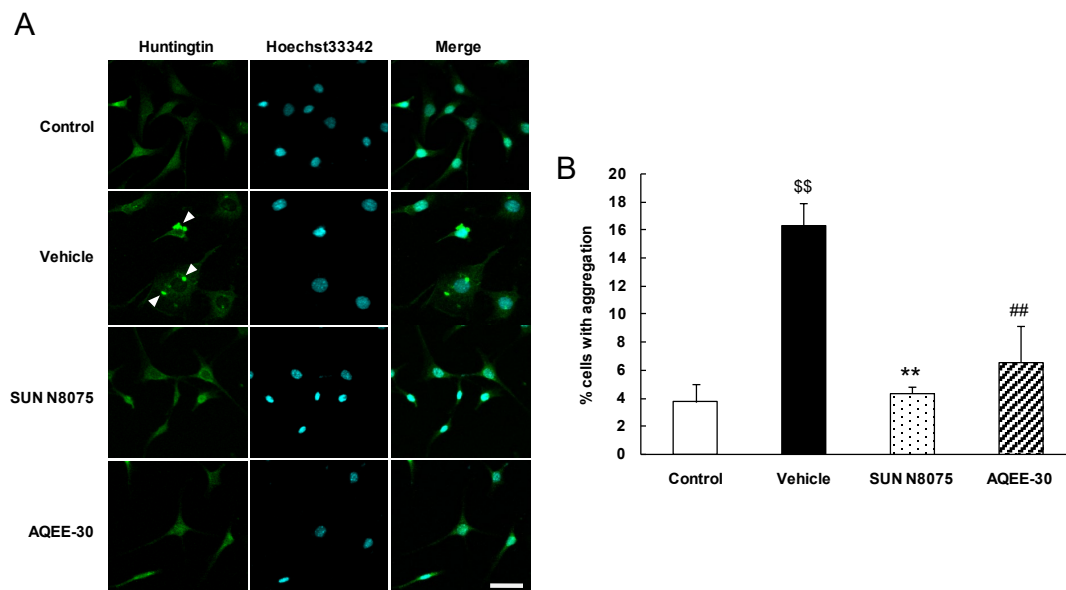 A
Huntingtin Hoechst33342 Merge
Control
Vehicle
SUN N8075
AQEE-30
B
% cells with aggregation
20
18
16
14
12
10
8
6
4
2
0
$$
**
##
Control Vehicle SUN N8075 AQEE-30